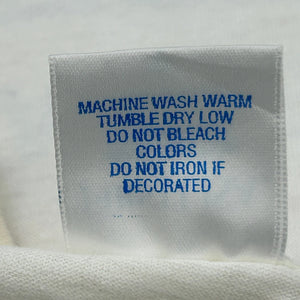 MACHINE WASH WARM
TUMBLE DRY LOW
DO NOT BLEACH
COLORS
DO NOT IRON IF
DECORATED